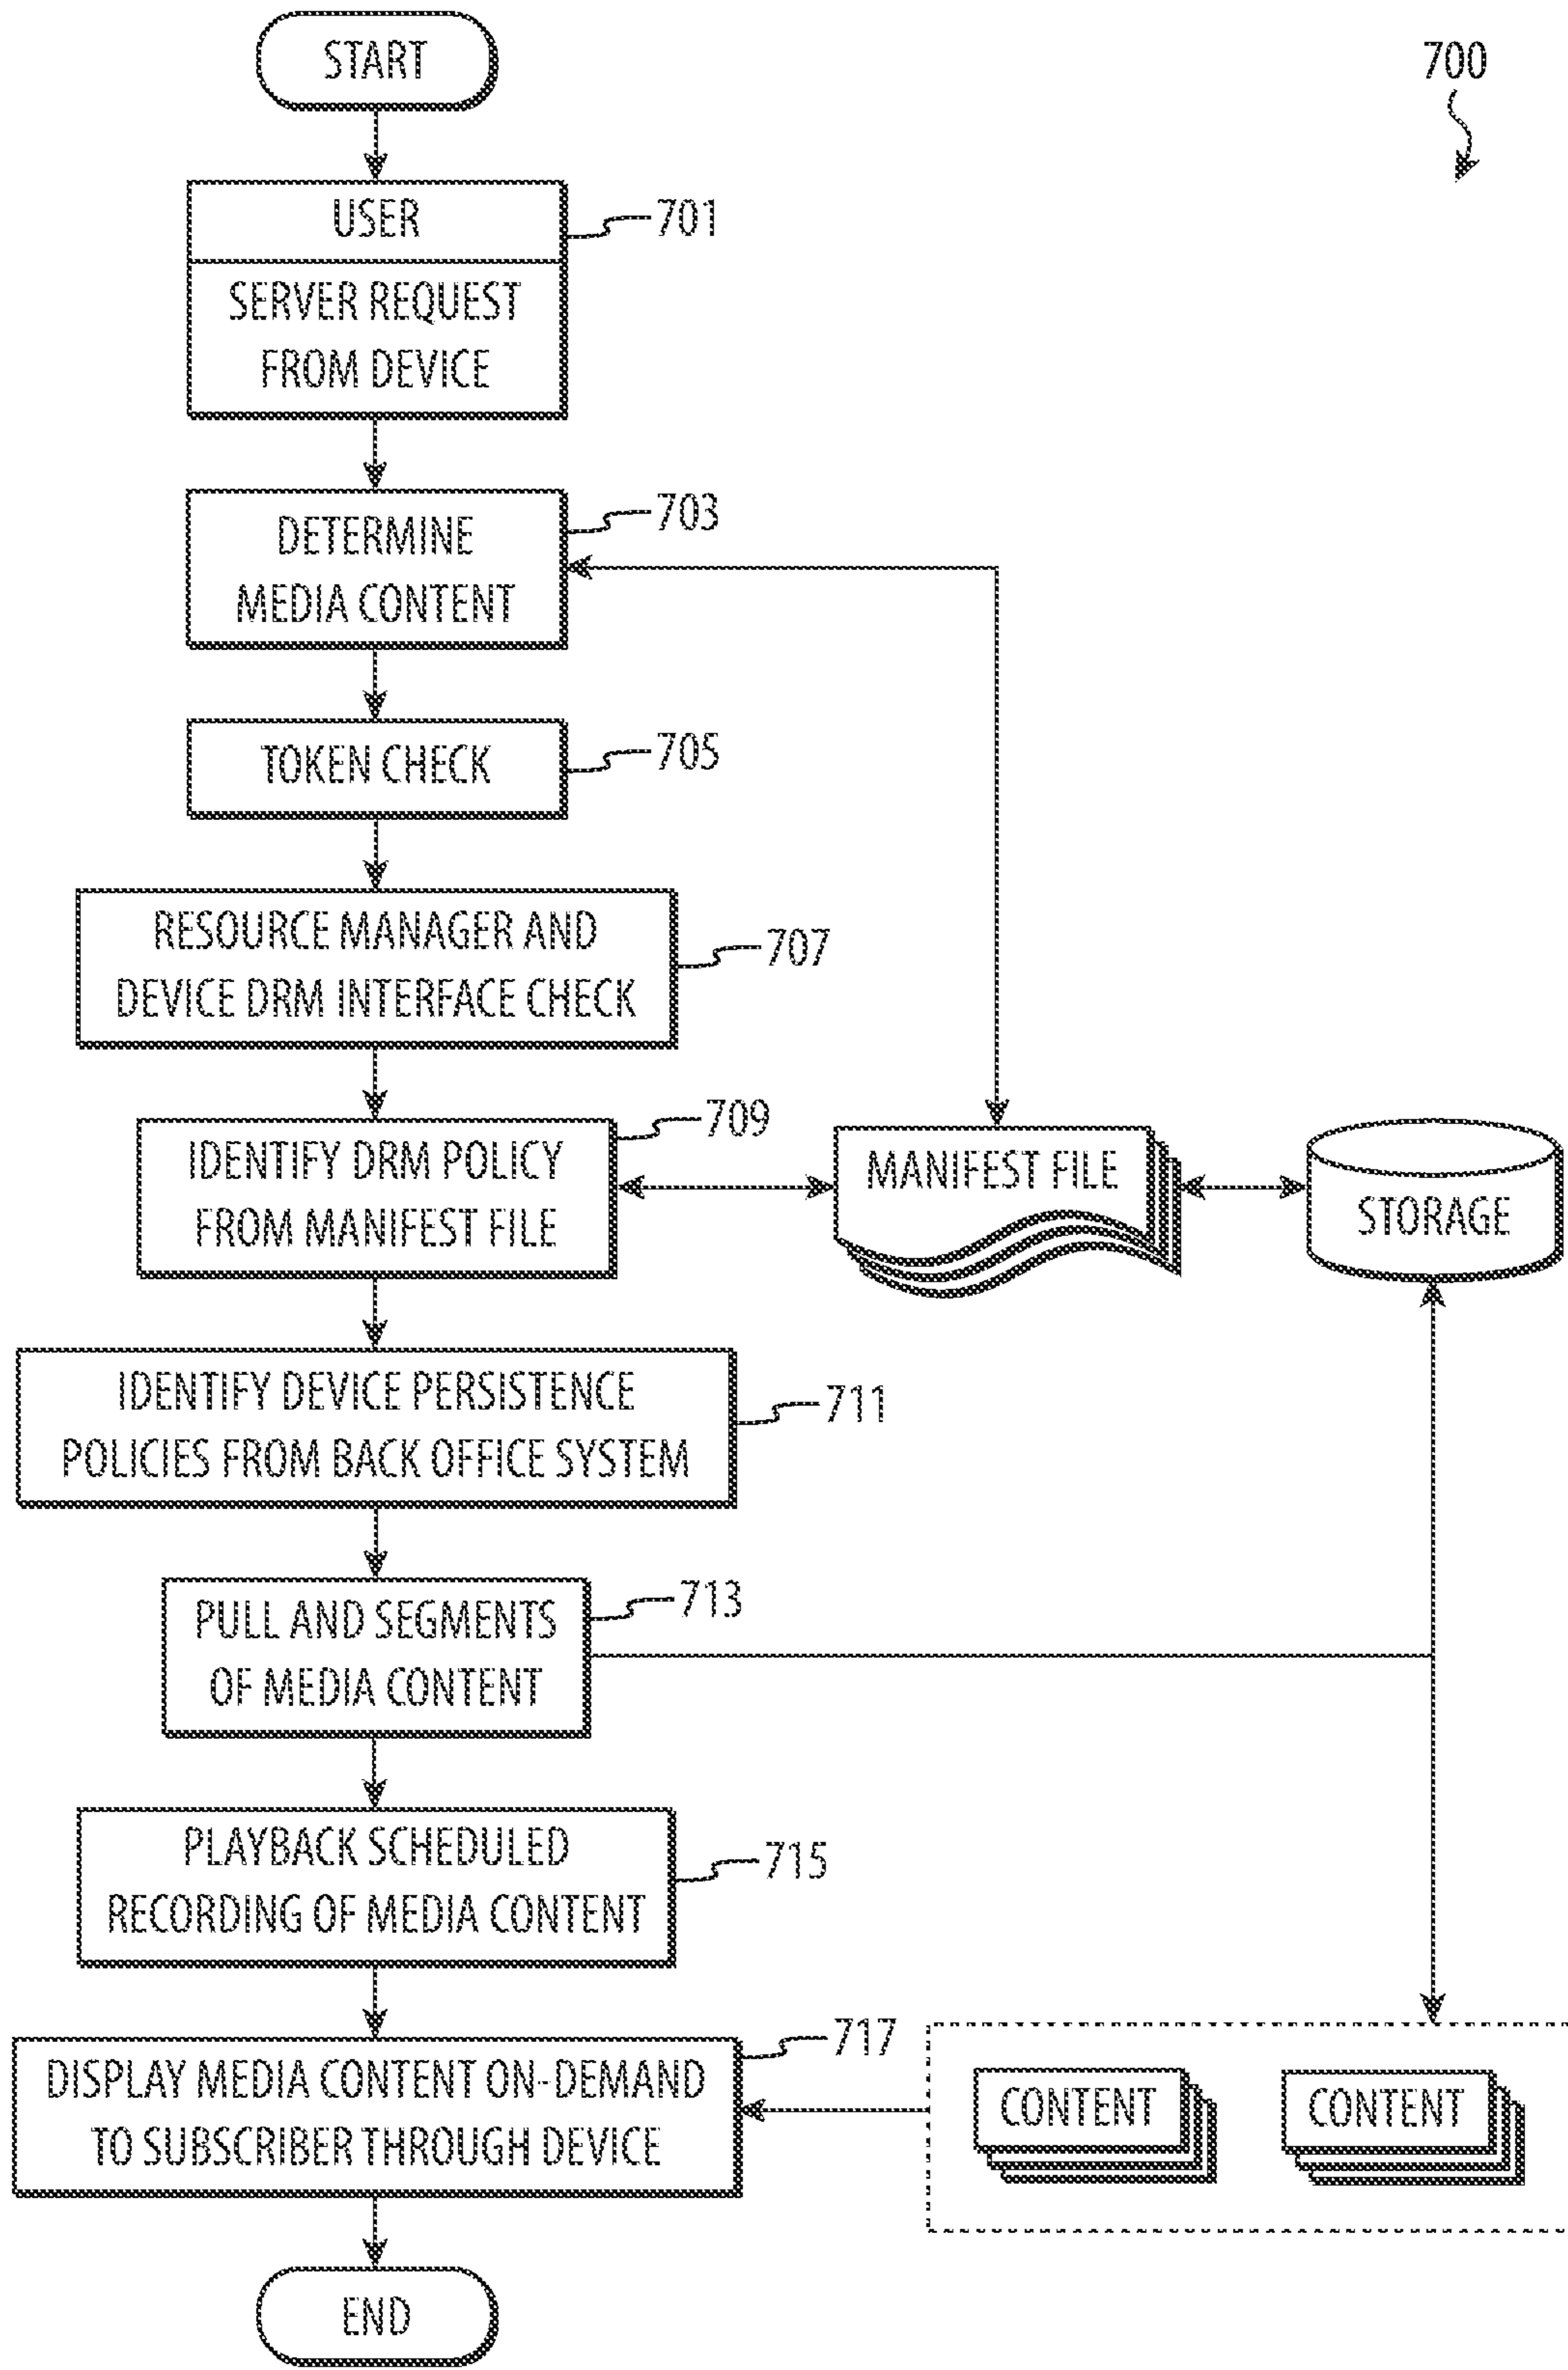 START
700
USER
701
SERVER REQUEST
FROM DEVICE
DETERMINE
MEDIA CONTENT
703
TOKEN CHECK
705
RESOURCE MANAGER AND
DEVICE DRM INTERFACE CHECK
707
IDENTIFY DRM POLICY
FROM MANIFEST FILE
709
MANIFEST FILE
STORAGE
IDENTIFY DEVICE PERSISTENCE
POLICIES FROM BACK OFFICE SYSTEM
711
PULL AND SEGMENTS
OF MEDIA CONTENT
713
PLAYBACK SCHEDULED
RECORDING OF MEDIA CONTENT
715
DISPLAY MEDIA CONTENT ON-DEMAND
TO SUBSCRIBER THROUGH DEVICE
717
CONTENT
CONTENT
END